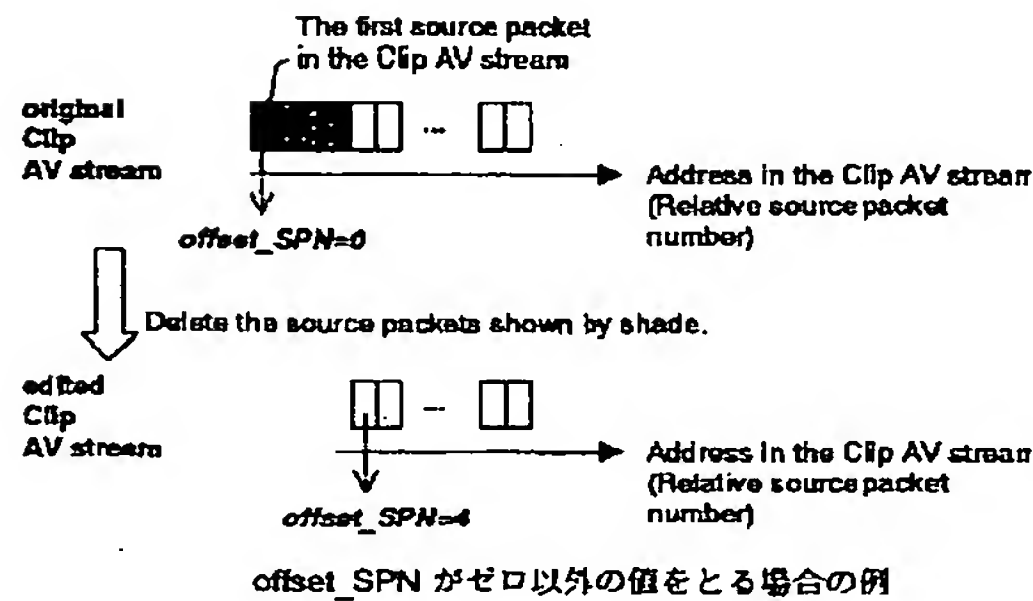 The first source packet
in the Clip AV stream
original
Clip
AV stream
...
Address in the Clip AV stream
(Relative source packet
number)
offset_SPN=0
Delete the source packets shown by shade.
edited
Clip
AV stream
...
Address in the Clip AV stream
(Relative source packet
number)
offset_SPN=4
offset_SPN がゼロ以外の値をとる場合の例